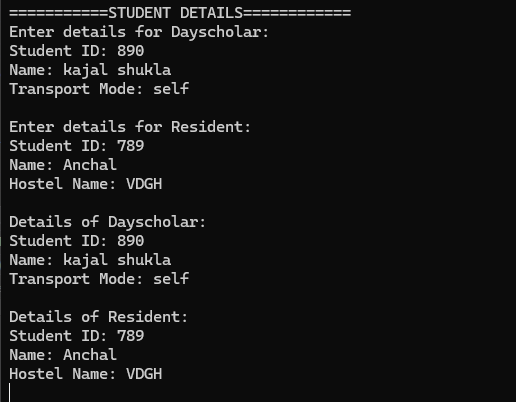 ===========STUDENT DETAILS============
Enter details for Dayscholar:
Student ID: 890
Name: kajal shukla
Transport Mode: self
Enter details for Resident:
Student ID: 789
Name: Anchal
Hostel Name: VDGH
Details of Dayscholar:
Student ID: 890
Name: kajal shukla
Transport Mode: self
Details of Resident:
Student ID: 789
Name: Anchal
Hostel Name: VDGH